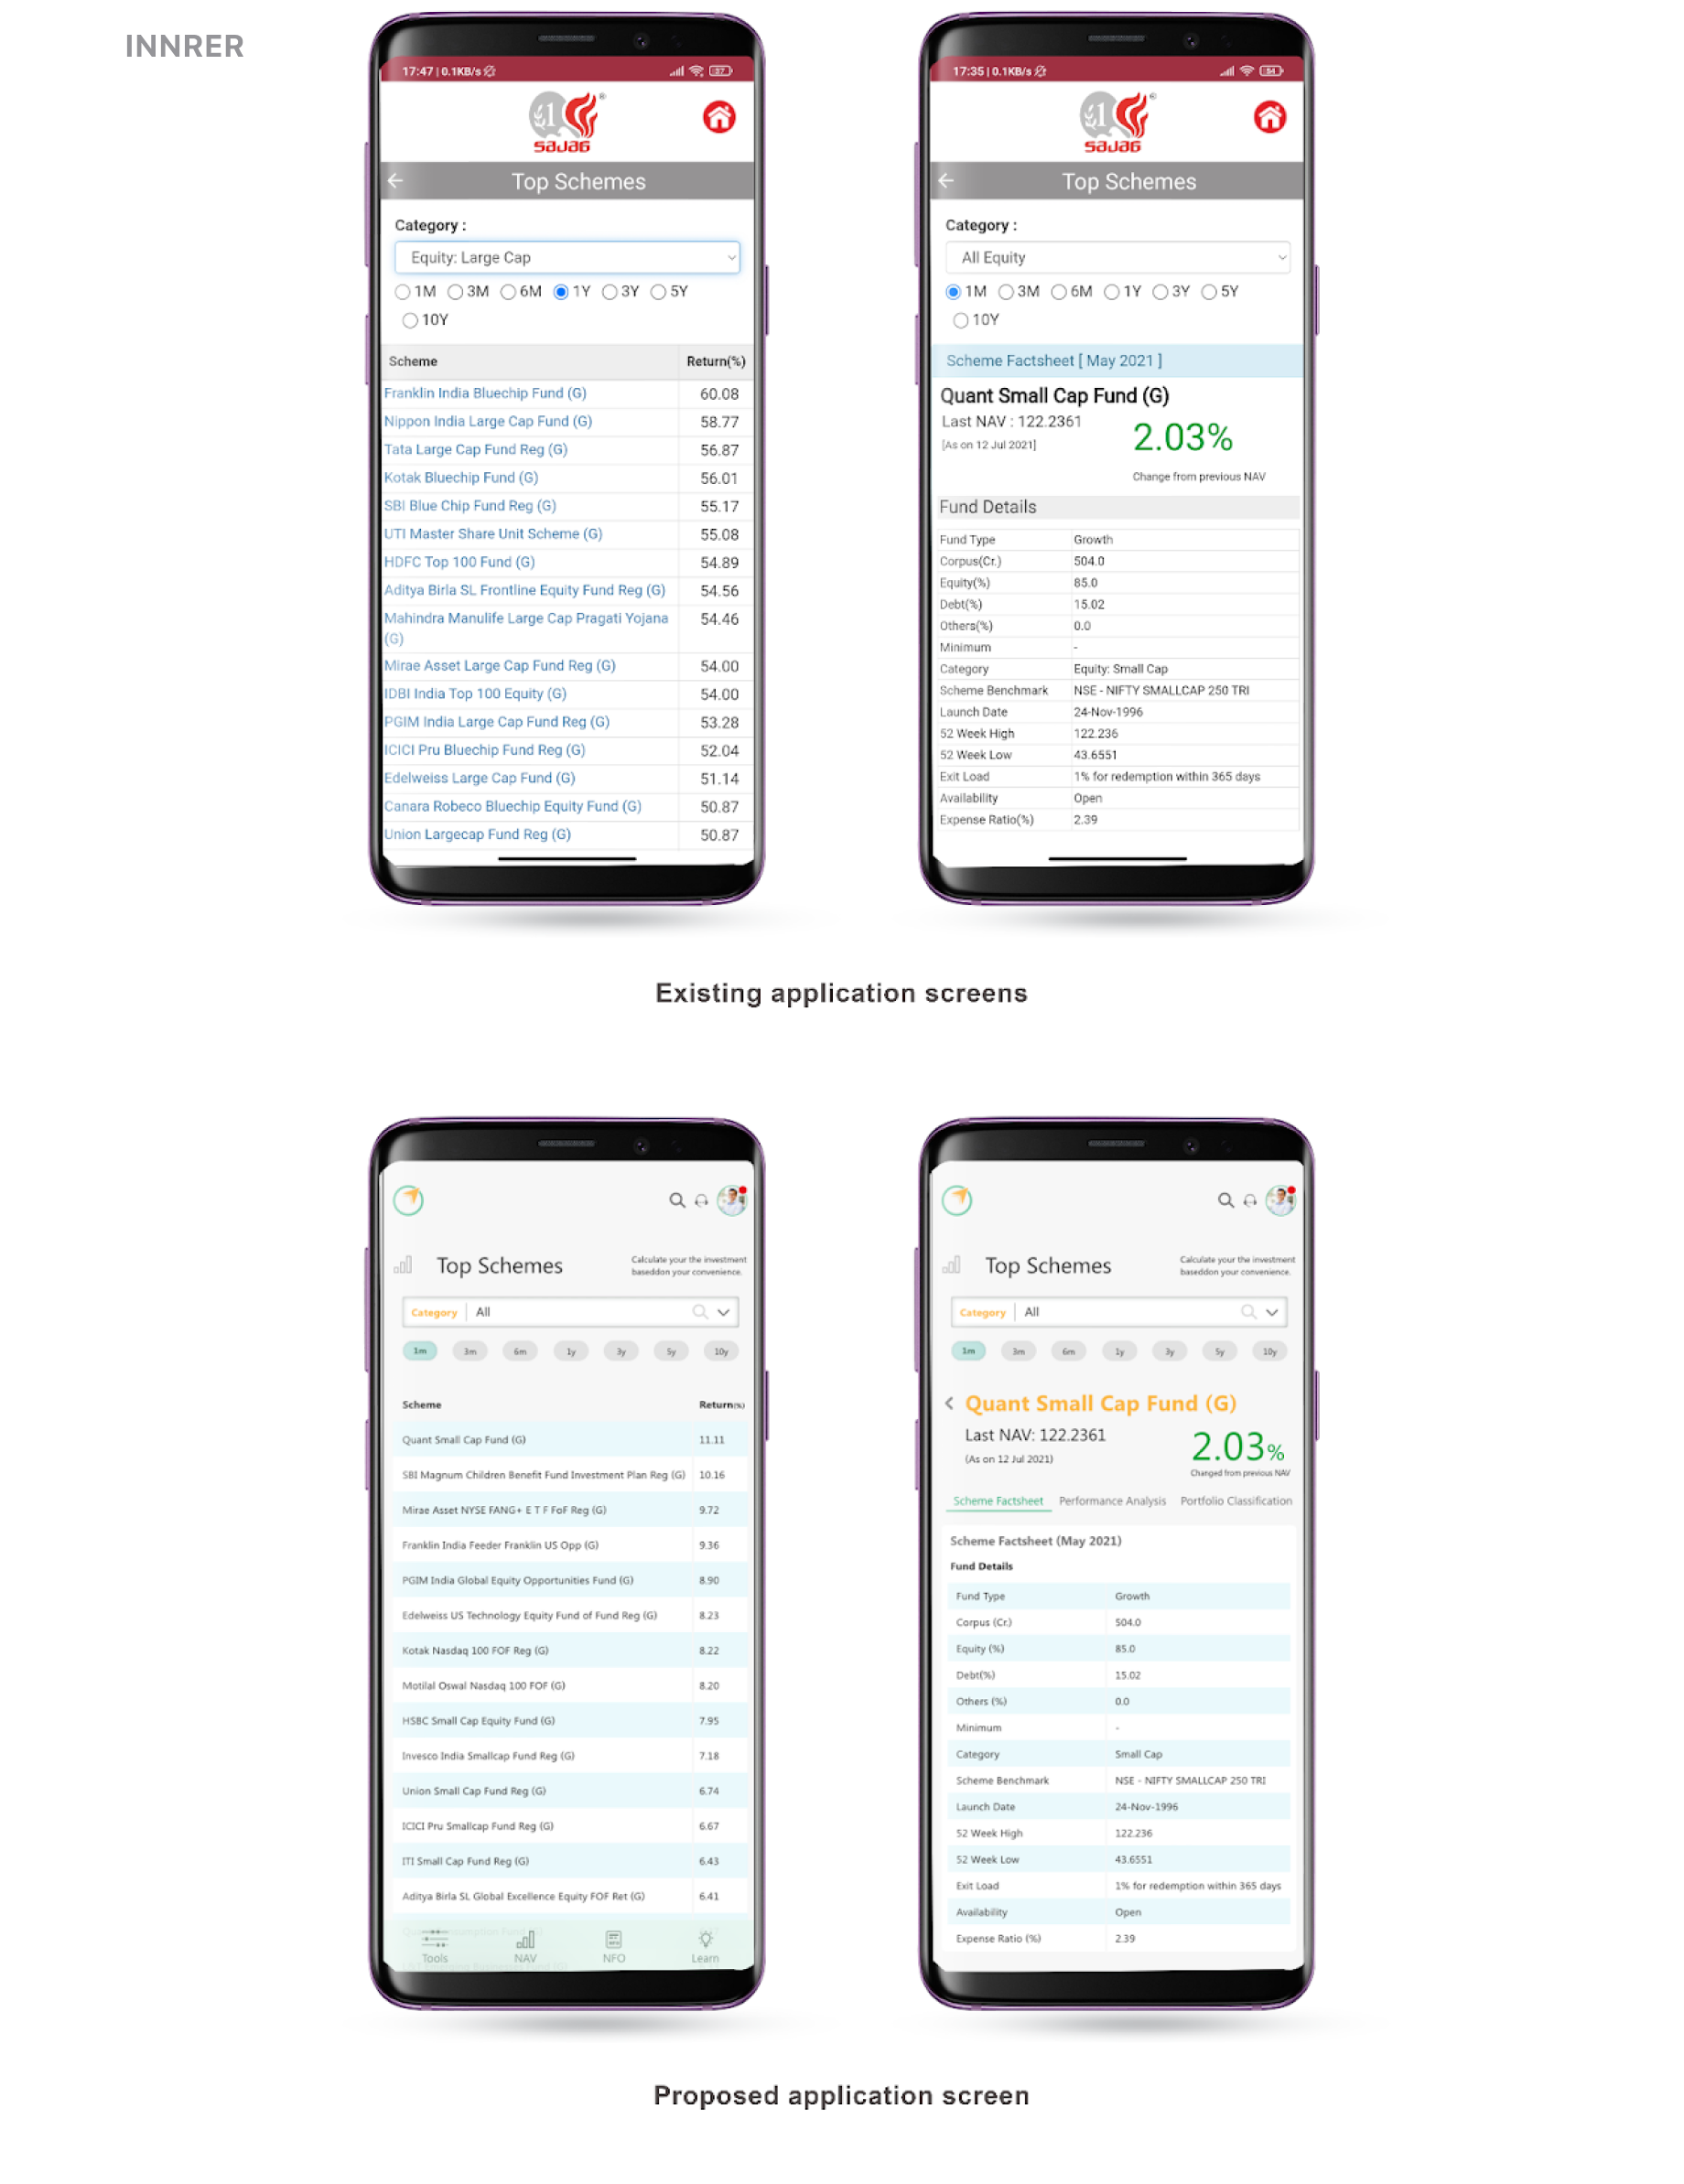 INNRER
17:47 | 0.1KB/s
37
1
SaJaG
Top Schemes
Category :
Equity: Large Cap
1M 3M 6M 1Y 3Y 5Y
10Y
Scheme Return(%)
Franklin India Bluechip Fund (G) 60.08
Nippon India Large Cap Fund (G) 58.77
Tata Large Cap Fund Reg (G) 56.87
Kotak Bluechip Fund (G) 56.01
SBI Blue Chip Fund Reg (G) 55.17
UTI Master Share Unit Scheme (G) 55.08
HDFC Top 100 Fund (G) 54.89
Aditya Birla SL Frontline Equity Fund Reg (G) 54.56
Mahindra Manulife Large Cap Pragati Yojana 54.46
(G)
Mirae Asset Large Cap Fund Reg (G) 54.00
IDBI India Top 100 Equity (G) 54.00
PGIM India Large Cap Fund Reg (G) 53.28
ICICI Pru Bluechip Fund Reg (G) 52.04
Edelweiss Large Cap Fund (G) 51.14
Canara Robeco Bluechip Equity Fund (G) 50.87
Union Largecap Fund Reg (G) 50.87
17:35 | 0.1KB/s
54
1
SaJaG
Top Schemes
Category :
All Equity
1M 3M 6M 1Y 3Y 5Y
10Y
Scheme Factsheet [ May 2021 ]
Quant Small Cap Fund (G)
Last NAV : 122.2361
[As on 12 Jul 2021]
2.03%
Change from previous NAV
Fund Details
Fund Type Growth
Corpus(Cr.) 504.0
Equity(%) 85.0
Debt(%) 15.02
Others(%) 0.0
Minimum -
Category Equity: Small Cap
Scheme Benchmark NSE - NIFTY SMALLCAP 250 TRI
Launch Date 24-Nov-1996
52 Week High 122.236
52 Week Low 43.6551
Exit Load 1% for redemption within 365 days
Availability Open
Expense Ratio(%) 2.39
Existing application screens
Top Schemes
Calculate your the investment
baseddon your convenience.
Category All
1m 3m 6m 1y 3y 5y 10y
Scheme Return(%)
Quant Small Cap Fund (G) 11.11
SBI Magnum Children Benefit Fund Investment Plan Reg (G) 10.16
Mirae Asset NYSE FANG+ E T F FoF Reg (G) 9.72
Franklin India Feeder Franklin US Opp (G) 9.36
PGIM India Global Equity Opportunities Fund (G) 8.90
Edelweiss US Technology Equity Fund of Fund Reg (G) 8.23
Kotak Nasdaq 100 FOF Reg (G) 8.22
Motilal Oswal Nasdaq 100 FOF (G) 8.20
HSBC Small Cap Equity Fund (G) 7.95
Invesco India Smallcap Fund Reg (G) 7.18
Union Small Cap Fund Reg (G) 6.74
ICICI Pru Smallcap Fund Reg (G) 6.67
ITI Small Cap Fund Reg (G) 6.43
Aditya Birla SL Global Excellence Equity FOF Ret (G) 6.41
Tools NAV NFO Learn
Top Schemes
Calculate your the investment
baseddon your convenience.
Category All
1m 3m 6m 1y 3y 5y 10y
Quant Small Cap Fund (G)
Last NAV: 122.2361
(As on 12 Jul 2021)
2.03%
Changed from previous NAV
Scheme Factsheet Performance Analysis Portfolio Classification
Scheme Factsheet (May 2021)
Fund Details
Fund Type Growth
Corpus (Cr.) 504.0
Equity (%) 85.0
Debt(%) 15.02
Others (%) 0.0
Minimum -
Category Small Cap
Scheme Benchmark NSE - NIFTY SMALLCAP 250 TRI
Launch Date 24-Nov-1996
52 Week High 122.236
52 Week Low 43.6551
Exit Load 1% for redemption within 365 days
Availability Open
Expense Ratio (%) 2.39
Proposed application screen